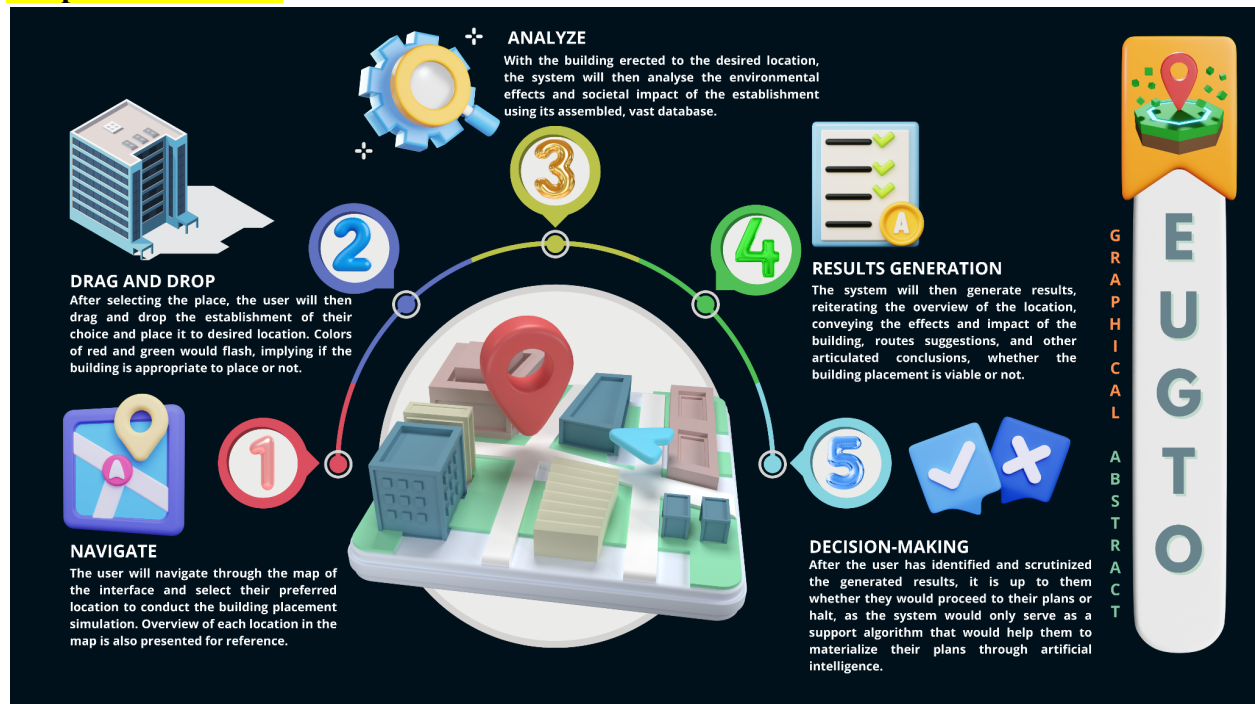 1
NAVIGATE
The user will navigate through the map of
the interface and select their preferred
location to conduct the building placement
simulation. Overview of each location in the
map is also presented for reference.
2
DRAG AND DROP
After selecting the place, the user will then
drag and drop the establishment of their
choice and place it to desired location. Colors
of red and green would flash, implying if the
building is appropriate to place or not.
3
ANALYZE
With the building erected to the desired location,
the system will then analyse the environmental
effects and societal impact of the establishment
using its assembled, vast database.
4
A
RESULTS GENERATION
The system will then generate results,
reiterating the overview of the location,
conveying the effects and impact of the
building, routes suggestions, and other
articulated conclusions, whether the
building placement is viable or not.
5
DECISION-MAKING
After the user has identified and scrutinized
the generated results, it is up to them
whether they would proceed to their plans or
halt, as the system would only serve as a
support algorithm that would help them to
materialize their plans through artificial
intelligence.
GRAPHICAL ABSTRACT
EUGTO